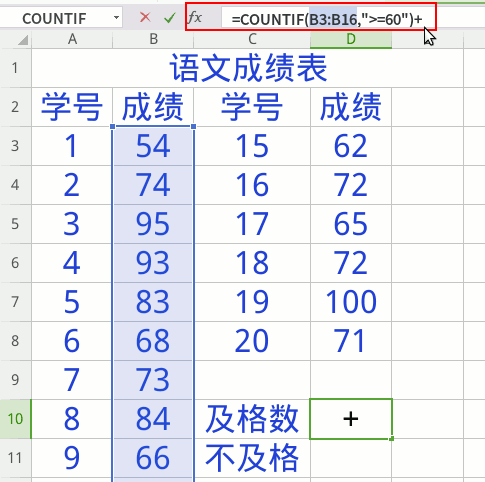 COUNTIF fx =COUNTIF(B3:B16,">=60")+
A B C D
1 语文成绩表
2 学号 成绩 学号 成绩
3 1 54 15 62
4 2 74 16 72
5 3 95 17 65
6 4 93 18 72
7 5 83 19 100
8 6 68 20 71
9 7 73
10 8 84 及格数 +
11 9 66 不及格